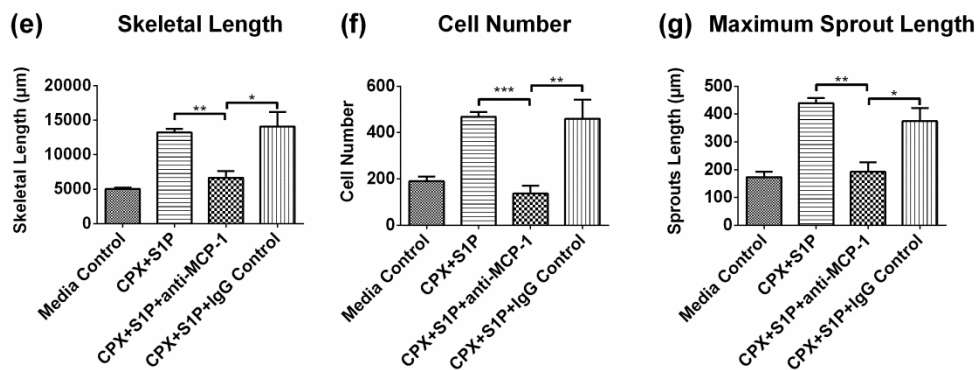 (e) Skeletal Length
Skeletal Length (µm)
20000
15000
10000
5000
0
** *
Media Control
CPX+S1P
CPX+S1P+anti-MCP-1
CPX+S1P+IgG Control
(f) Cell Number
Cell Number
600
400
200
0
*** **
Media Control
CPX+S1P
CPX+S1P+anti-MCP-1
CPX+S1P+IgG Control
(g) Maximum Sprout Length
Sprouts Length (µm)
500
400
300
200
100
0
** *
Media Control
CPX+S1P
CPX+S1P+anti-MCP-1
CPX+S1P+IgG Control